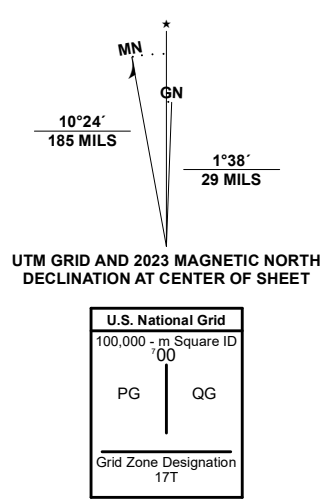 MN
GN
10°24´
185 MILS
1°38´
29 MILS
UTM GRID AND 2023 MAGNETIC NORTH
DECLINATION AT CENTER OF SHEET
U.S. National Grid
100,000 - m Square ID
⁷00
PG QG
Grid Zone Designation
17T